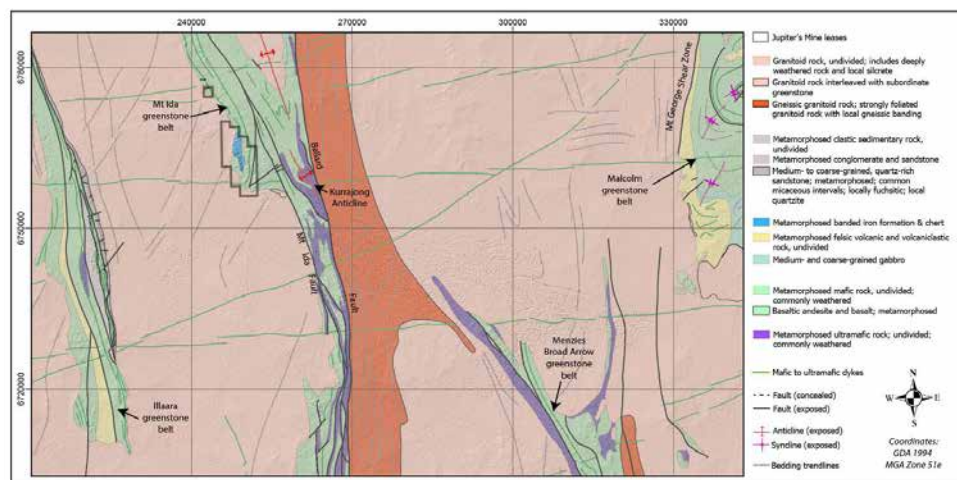 240000
270000
300000
330000
6780000
6750000
6720000
Mt Ida
greenstone
belt
Ballard
Fault
Kurrajong
Anticline
Mt Ida Fault
Mt George Shear Zone
Malcolm
greenstone
belt
Menzies
Broad Arrow
greenstone
belt
Illaara
greenstone
belt
Jupiter's Mine leases
Granitoid rock, undivided; includes deeply
weathered rock and local silcrete
Granitoid rock interleaved with subordinate
greenstone
Gneissic granitoid rock; strongly foliated
granitoid rock with local gneissic banding
Metamorphosed clastic sedimentary rock,
undivided
Metamorphosed conglomerate and sandstone
Medium- to coarse-grained, quartz-rich
sandstone; metamorphosed; common
micaceous intervals; locally fuchsitic; local
quartzite
Metamorphosed banded iron formation & chert
Metamorphosed felsic volcanic and volcaniclastic
rock, undivided
Medium- and coarse-grained gabbro
Metamorphosed mafic rock, undivided;
commonly weathered
Basaltic andesite and basalt; metamorphosed
Metamorphosed ultramafic rock; undivided;
commonly weathered
Mafic to ultramafic dykes
Fault (concealed)
Fault (exposed)
Anticline (exposed)
Syncline (exposed)
Bedding trendlines
N
W
E
S
Coordinates:
GDA 1994
MGA Zone 51e